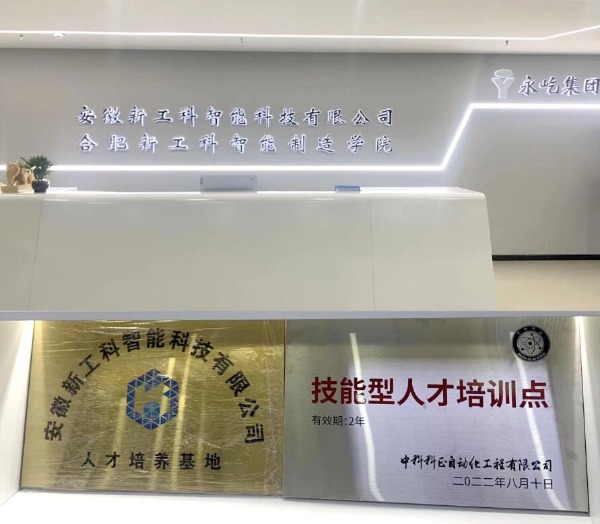 安徽新工科智能科技有限公司
合肥新工科智能制造学院
永屹集团
安徽新工科智能科技有限公司
人才培养基地
技能型人才培训点
有效期:2年
中科科正自动化工程有限公司
二〇二二年八月十日